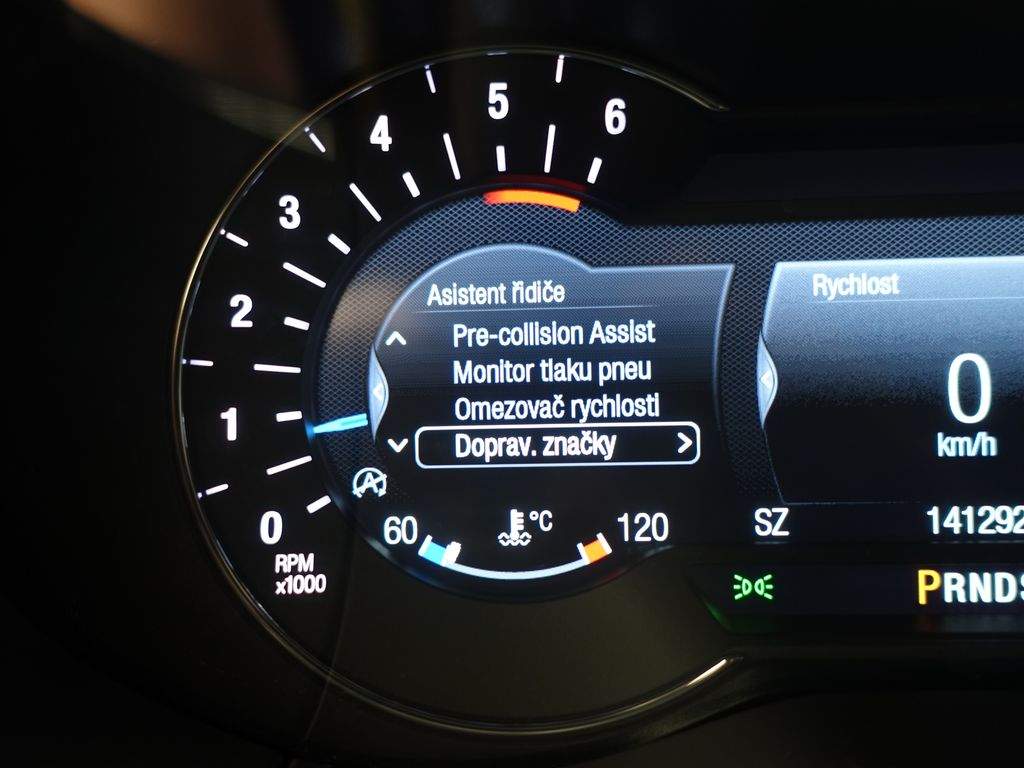 6
5
4
3
2
1
0
RPM
x1000
Asistent řidiče
Pre-collision Assist
Monitor tlaku pneu
Omezovač rychlosti
Doprav. značky
A
60 °C 120
Rychlost
0
km/h
SZ 141292
PRNDS